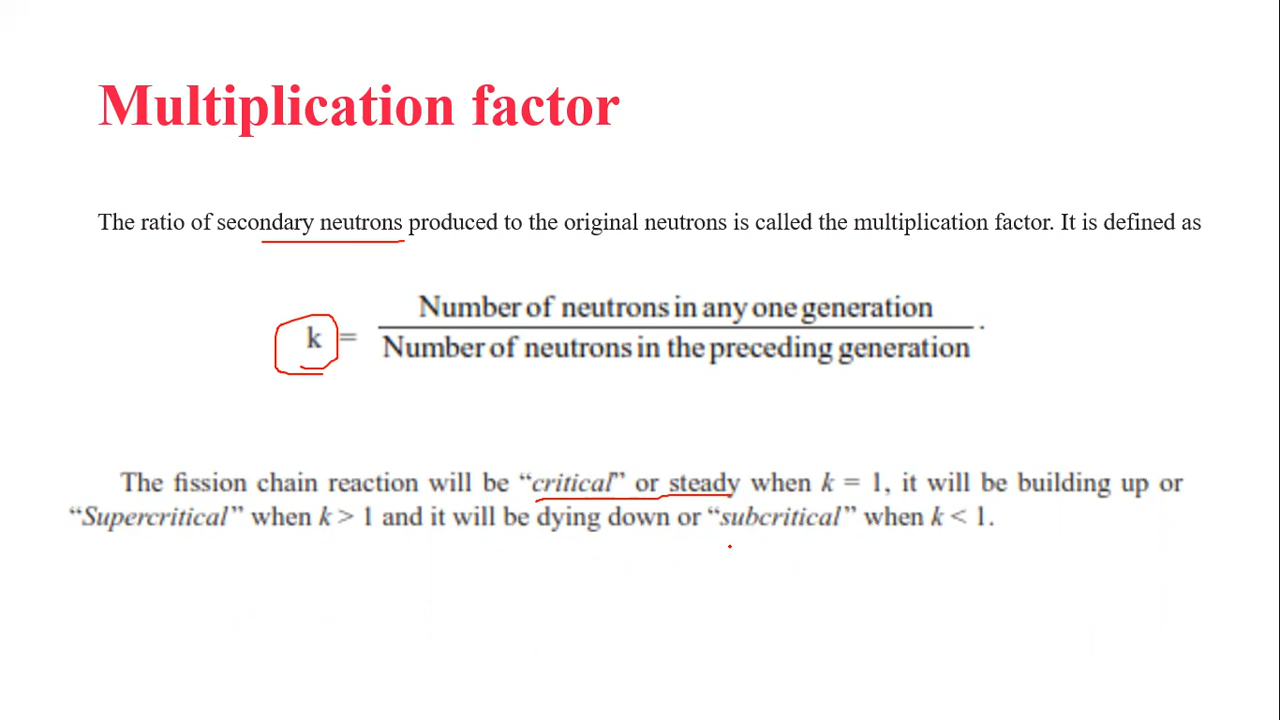 Multiplication factor
The ratio of secondary neutrons produced to the original neutrons is called the multiplication factor. It is defined as
k = Number of neutrons in any one generation
Number of neutrons in the preceding generation .
The fission chain reaction will be “critical” or steady when k = 1, it will be building up or
“Supercritical” when k > 1 and it will be dying down or “subcritical” when k < 1.